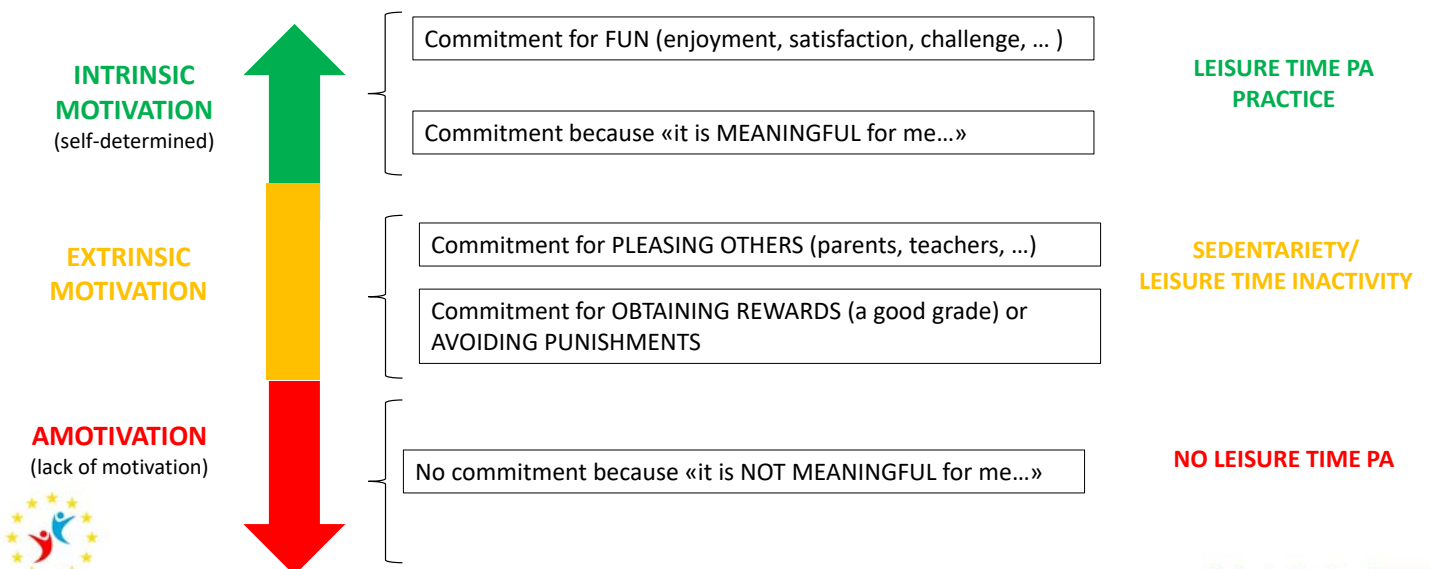 Commitment for FUN (enjoyment, satisfaction, challenge, … )
INTRINSIC
MOTIVATION
(self-determined)
LEISURE TIME PA
PRACTICE
Commitment because «it is MEANINGFUL for me…»
Commitment for PLEASING OTHERS (parents, teachers, …)
EXTRINSIC
MOTIVATION
SEDENTARIETY/
LEISURE TIME INACTIVITY
Commitment for OBTAINING REWARDS (a good grade) or
AVOIDING PUNISHMENTS
AMOTIVATION
(lack of motivation)
No commitment because «it is NOT MEANINGFUL for me…»
NO LEISURE TIME PA